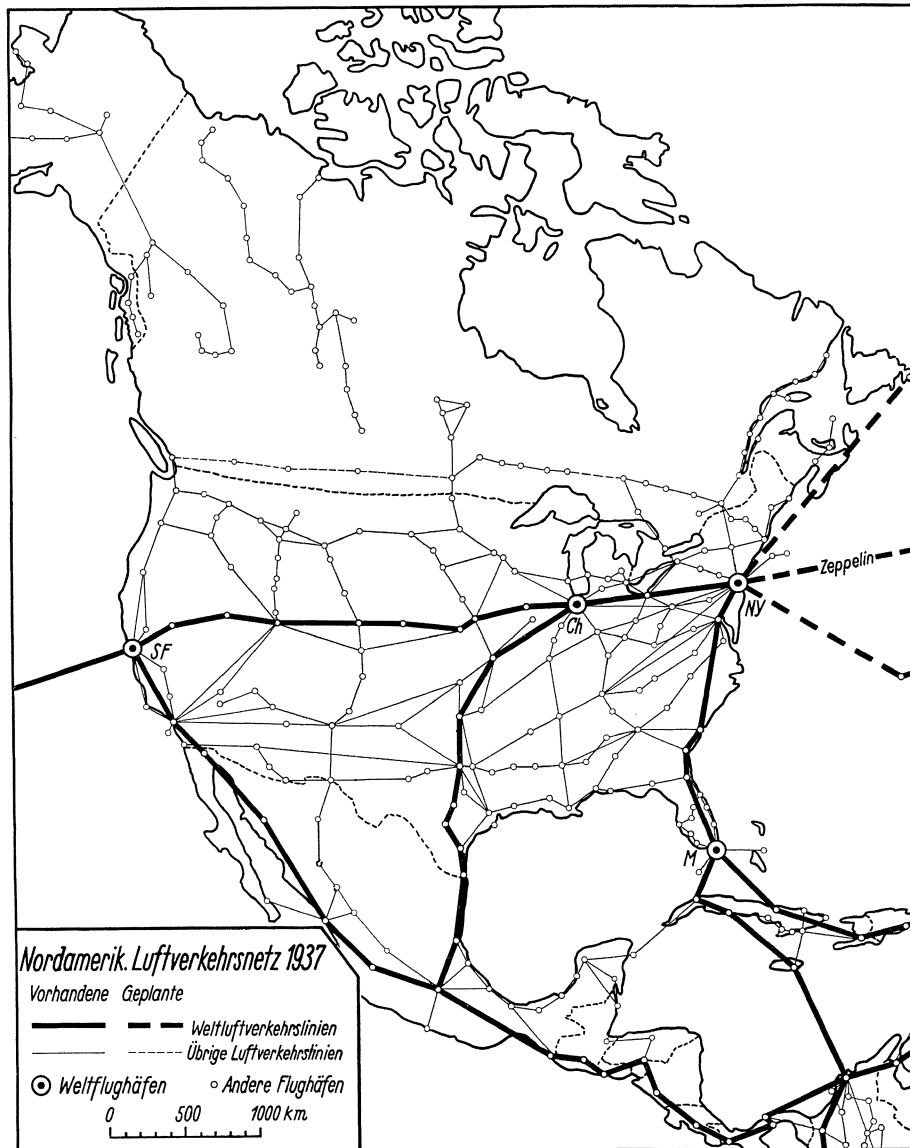 Zeppelin
NY
Ch
SF
M
Nordamerik. Luftverkehrsnetz 1937
Vorhandene Geplante
Weltluftverkehrslinien
Übrige Luftverkehrslinien
Weltflughäfen Andere Flughäfen
0 500 1000 km